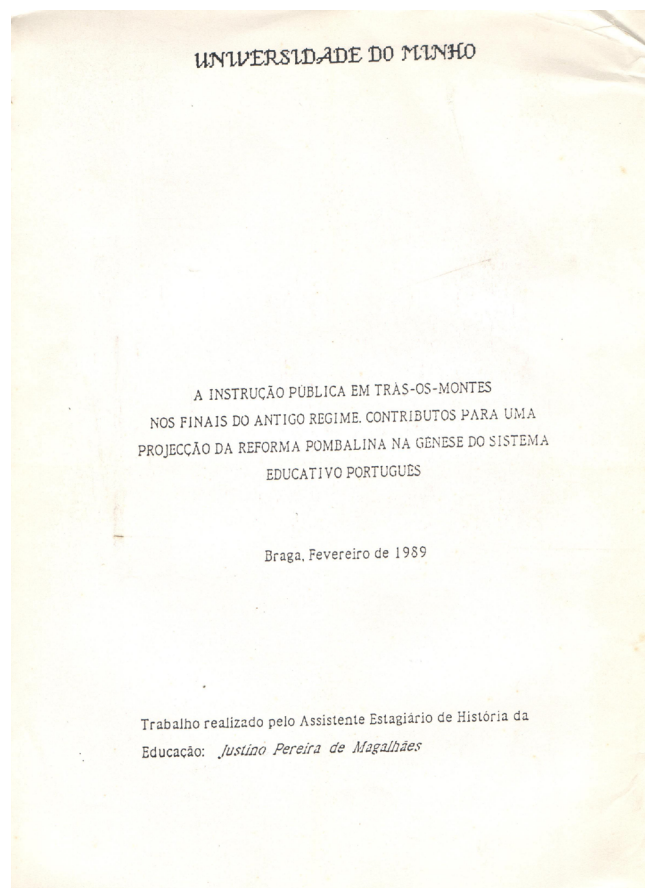 UNIVERSIDADE DO MINHO
A INSTRUÇÃO PÚBLICA EM TRÁS-OS-MONTES
NOS FINAIS DO ANTIGO REGIME. CONTRIBUTOS PARA UMA
PROJECÇÃO DA REFORMA POMBALINA NA GÉNESE DO SISTEMA
EDUCATIVO PORTUGUÊS
Braga, Fevereiro de 1989
Trabalho realizado pelo Assistente Estagiário de História da
Educação: Justino Pereira de Magalhães